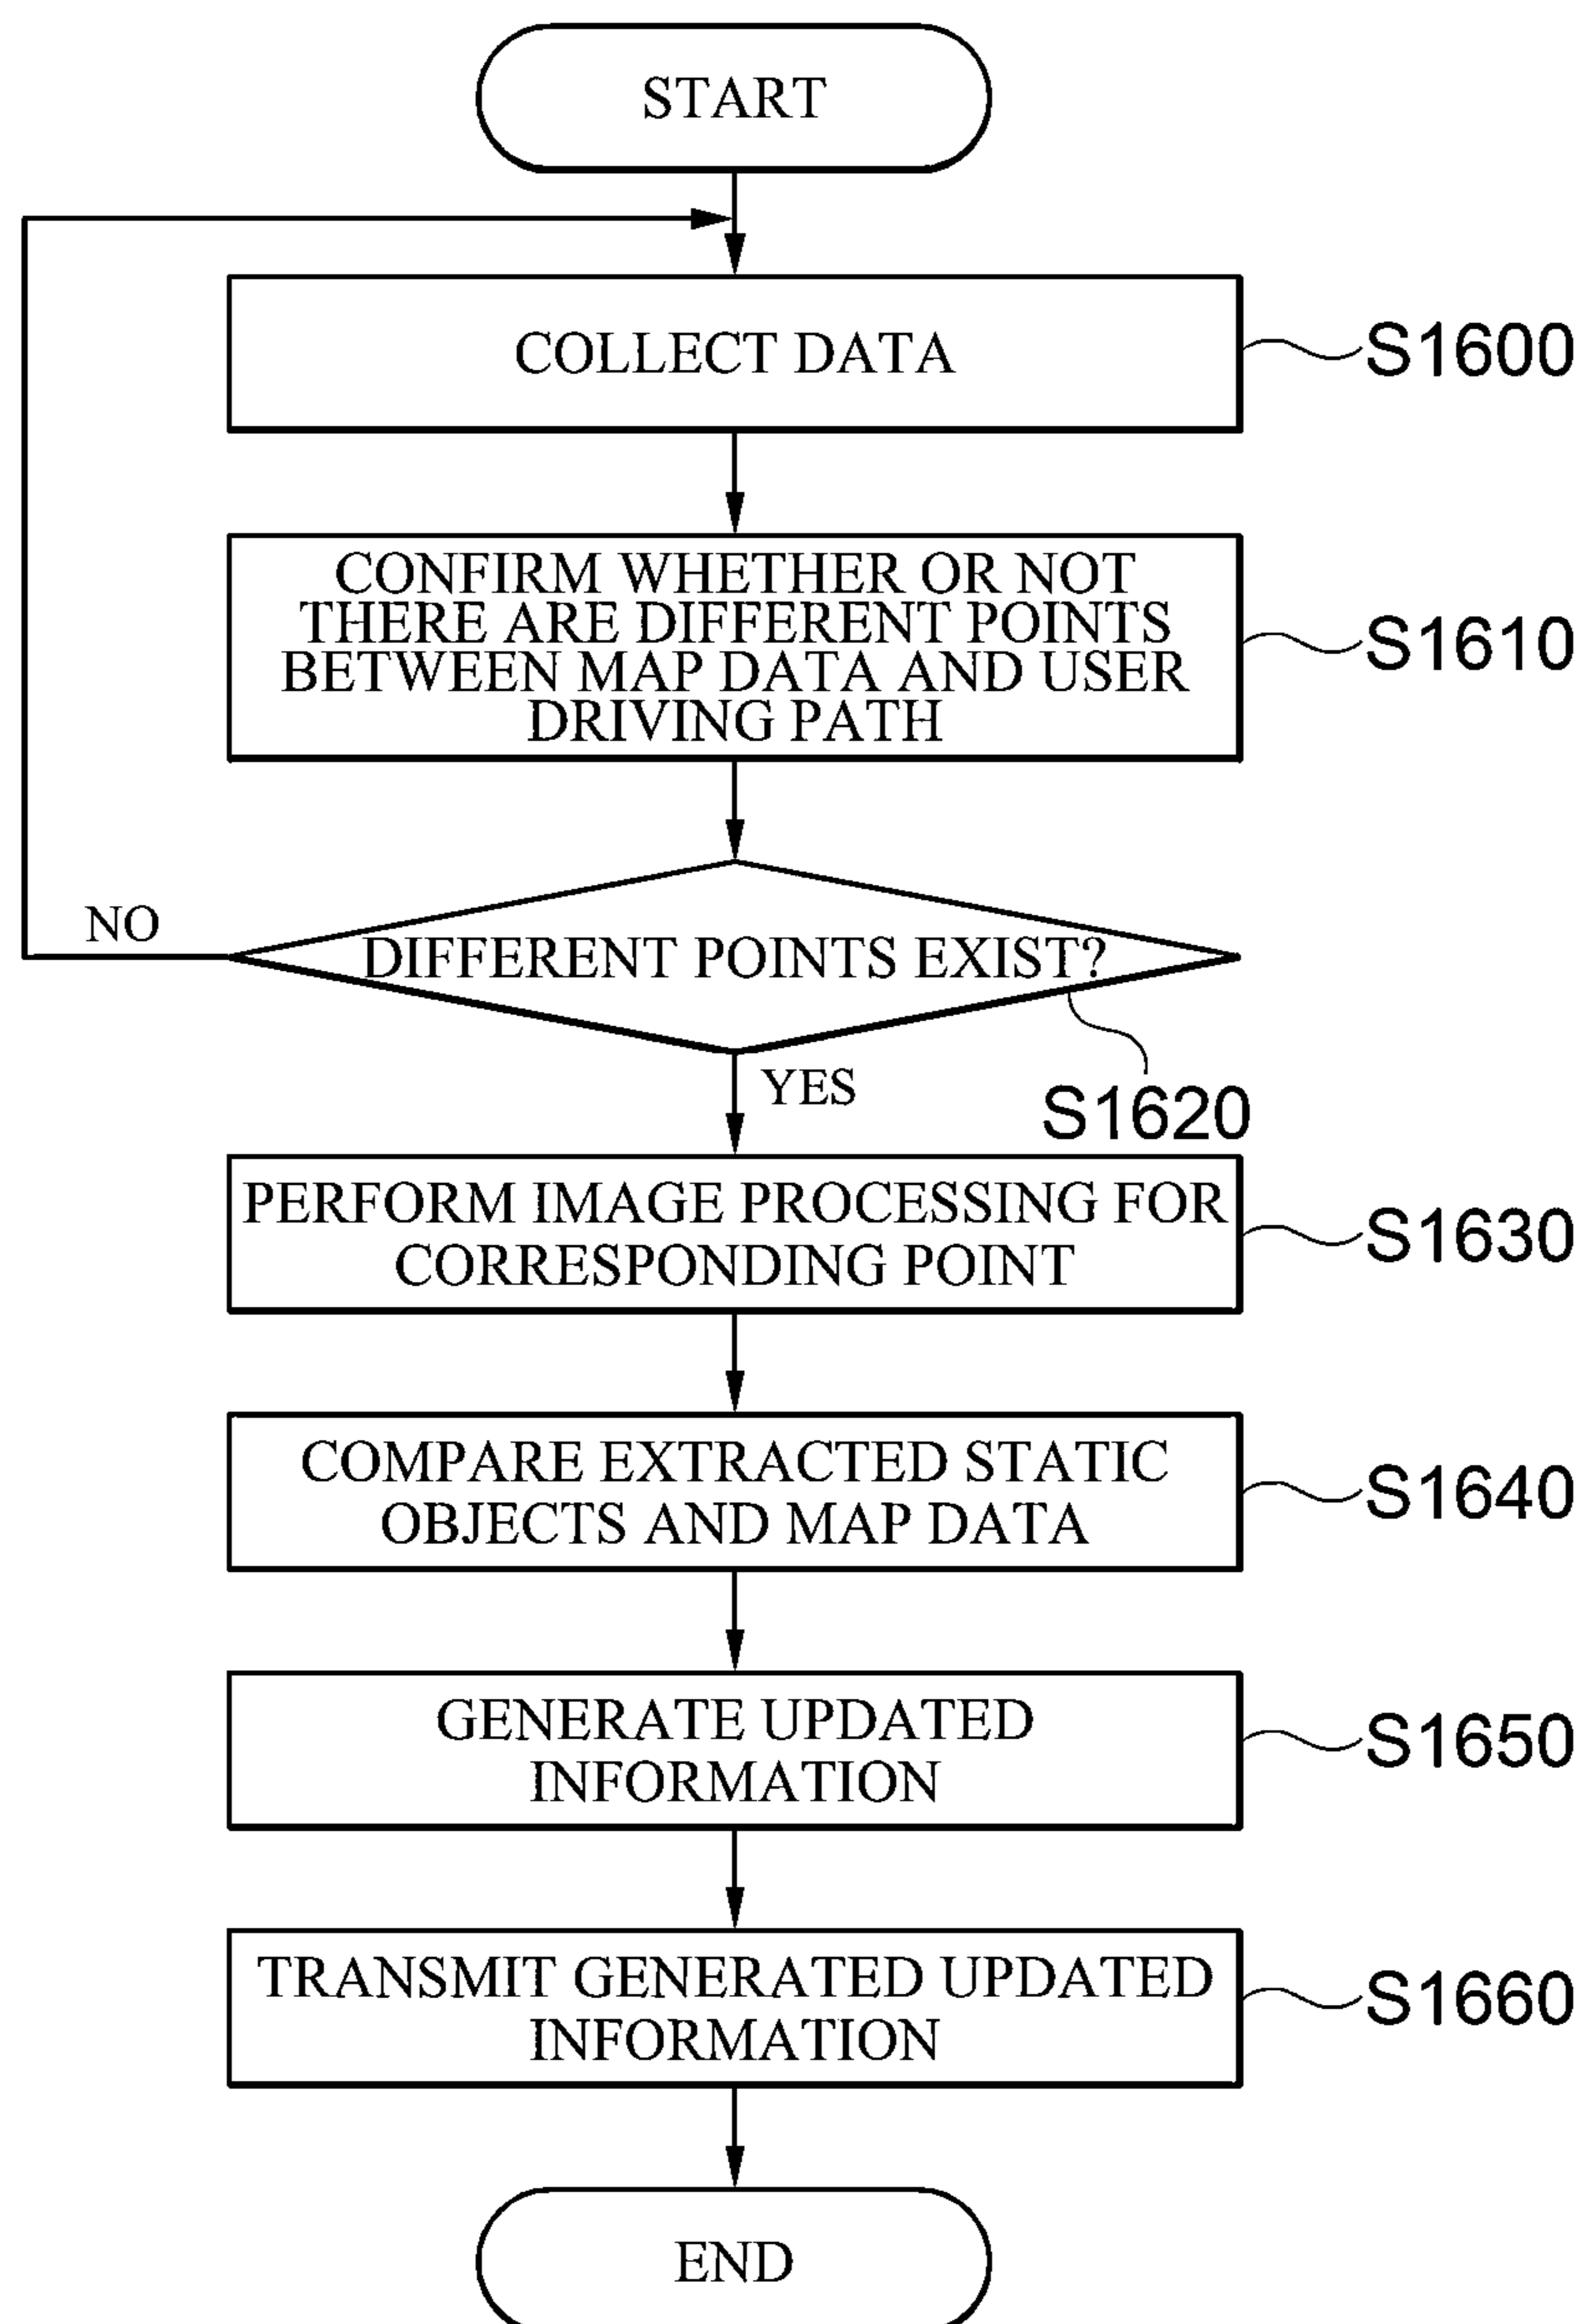 START
COLLECT DATA
S1600
CONFIRM WHETHER OR NOT
THERE ARE DIFFERENT POINTS
BETWEEN MAP DATA AND USER
DRIVING PATH
S1610
NO
DIFFERENT POINTS EXIST?
YES
S1620
PERFORM IMAGE PROCESSING FOR
CORRESPONDING POINT
S1630
COMPARE EXTRACTED STATIC
OBJECTS AND MAP DATA
S1640
GENERATE UPDATED
INFORMATION
S1650
TRANSMIT GENERATED UPDATED
INFORMATION
S1660
END